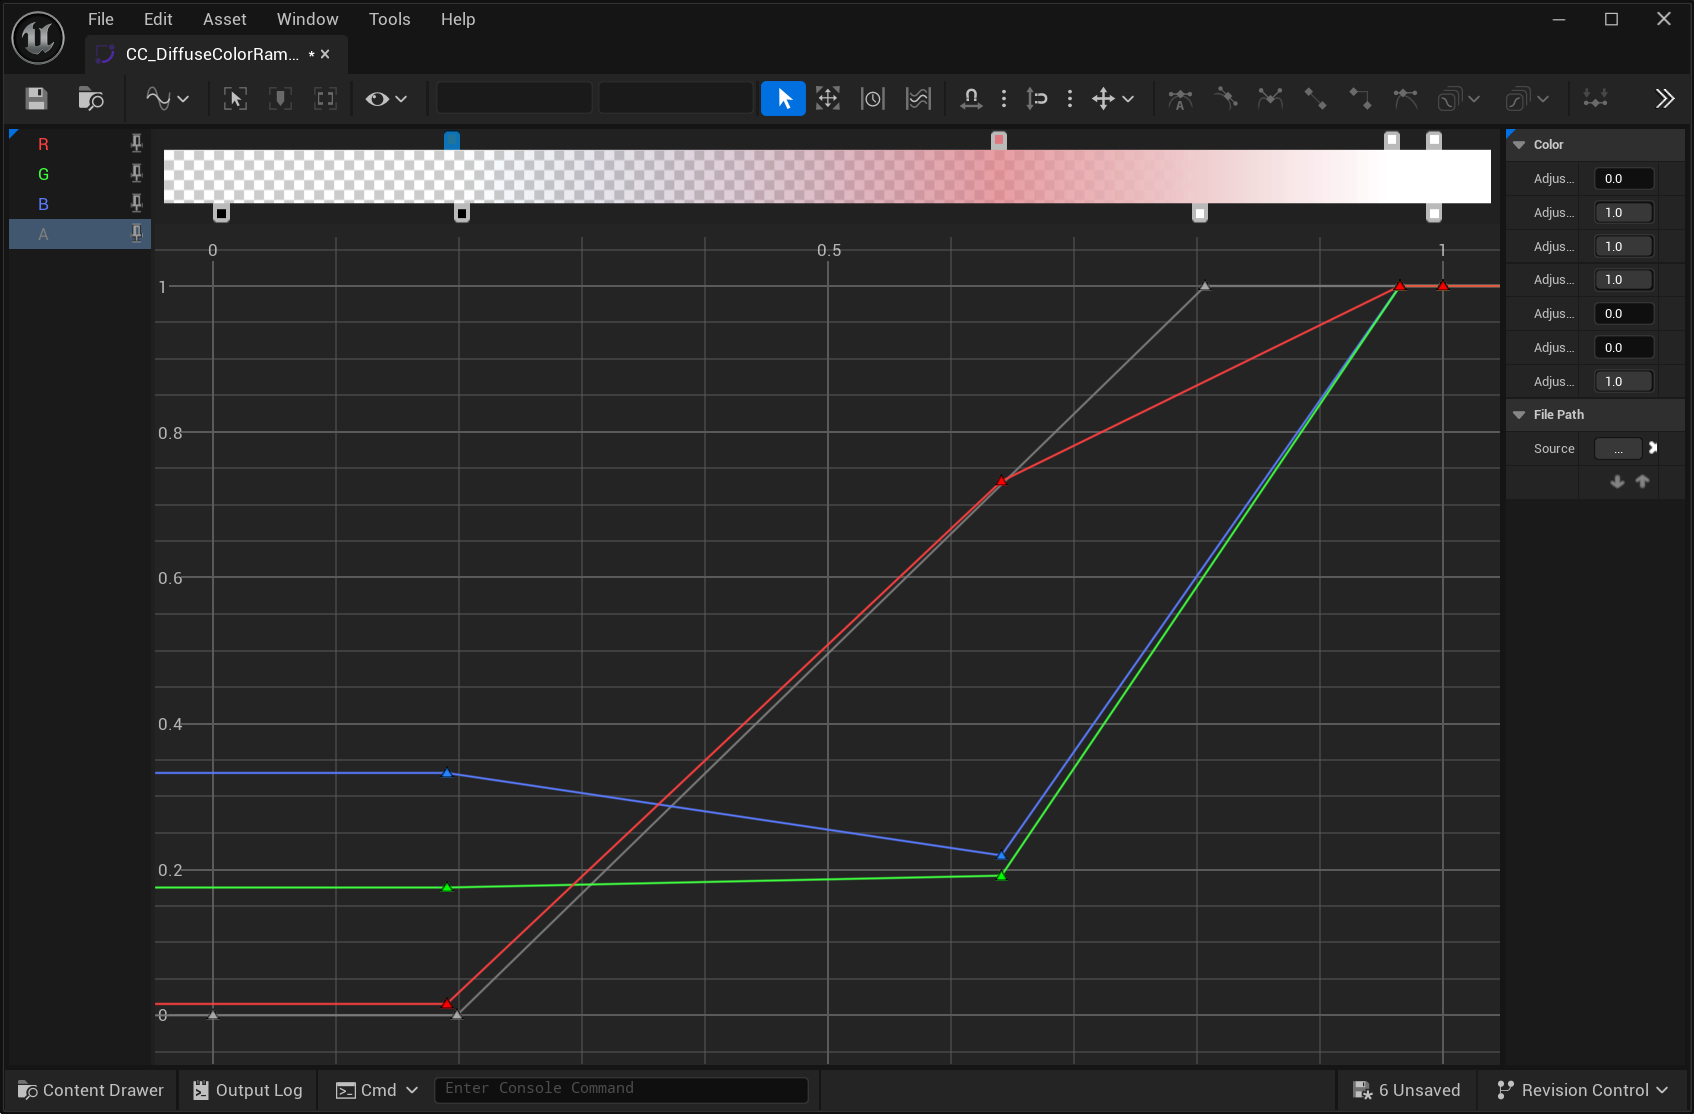 File Edit Asset Window Tools Help
CC_DiffuseColorRam... *
R
G
B
A
0 0.5 1
1
0.8
0.6
0.4
0.2
0
Color
Adjus... 0.0
Adjus... 1.0
Adjus... 1.0
Adjus... 1.0
Adjus... 0.0
Adjus... 0.0
Adjus... 1.0
File Path
Source ...
Content Drawer Output Log Cmd Enter Console Command 6 Unsaved Revision Control